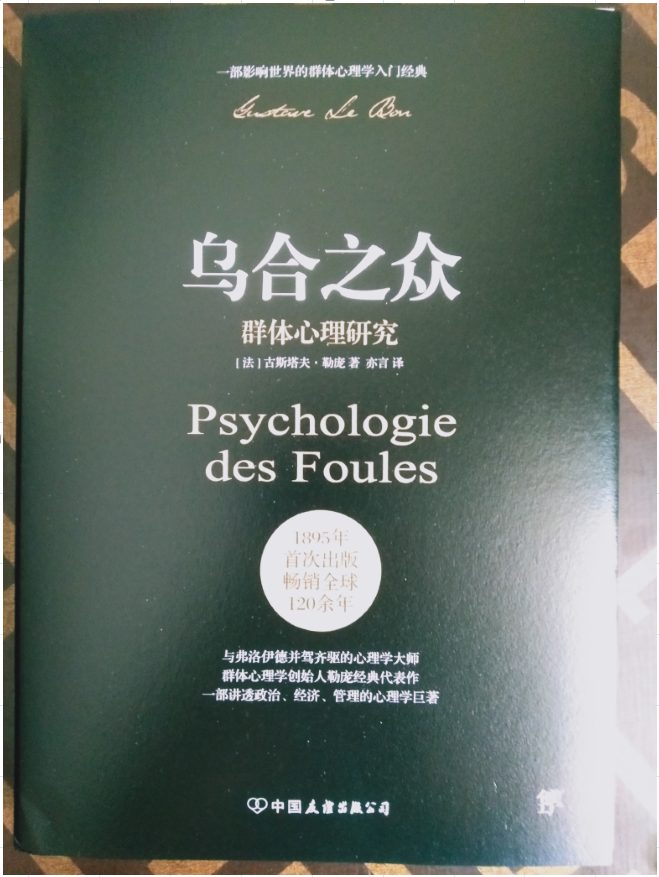 一部影响世界的群体心理学入门经典
Gustave Le Bon
乌合之众
群体心理研究
[法]古斯塔夫·勒庞 著 亦言 译
Psychologie
des Foules
1895年
首次出版
畅销全球
120余年
与弗洛伊德并驾齐驱的心理学大师
群体心理学创始人勒庞经典代表作
一部讲透政治、经济、管理的心理学巨著
中国友谊出版公司